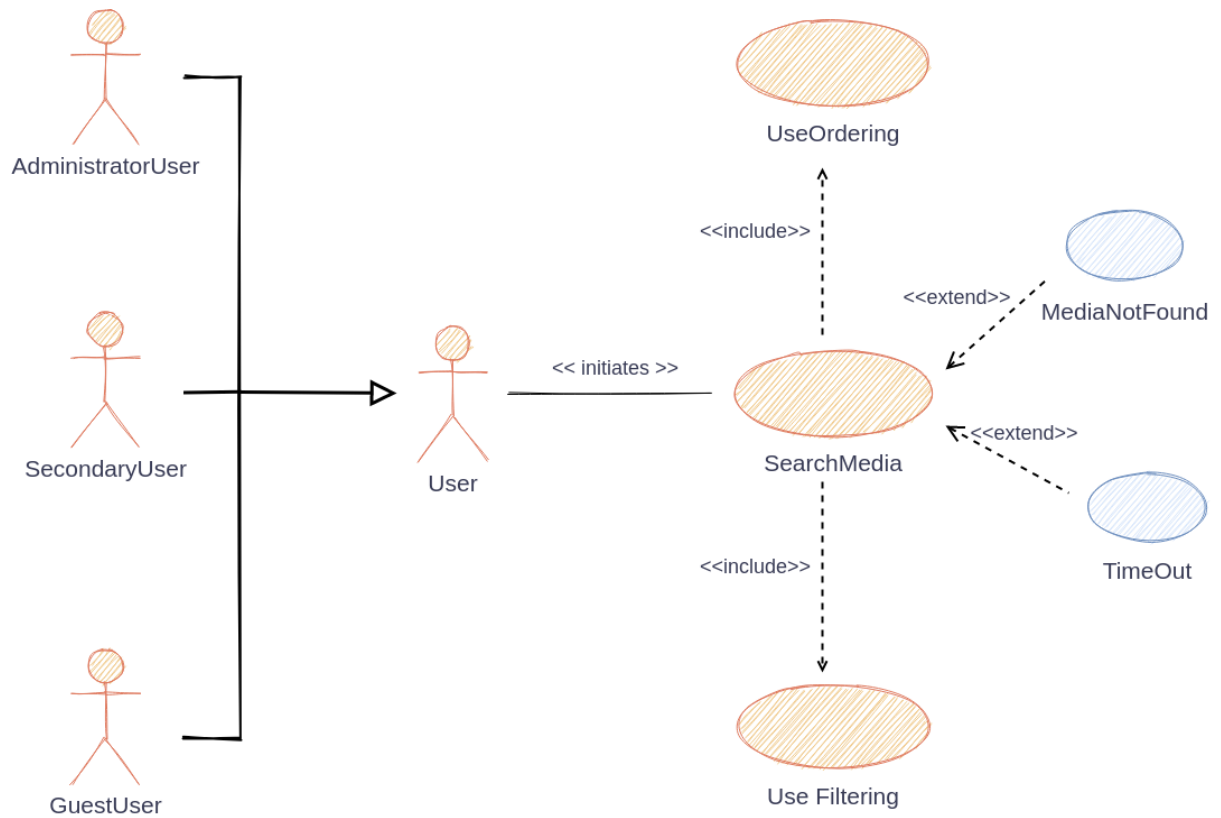 AdministratorUser
UseOrdering
<<include>>
<<extend>>
MediaNotFound
<< initiates >>
<<extend>>
SecondaryUser
User
SearchMedia
<<include>>
TimeOut
GuestUser
Use Filtering